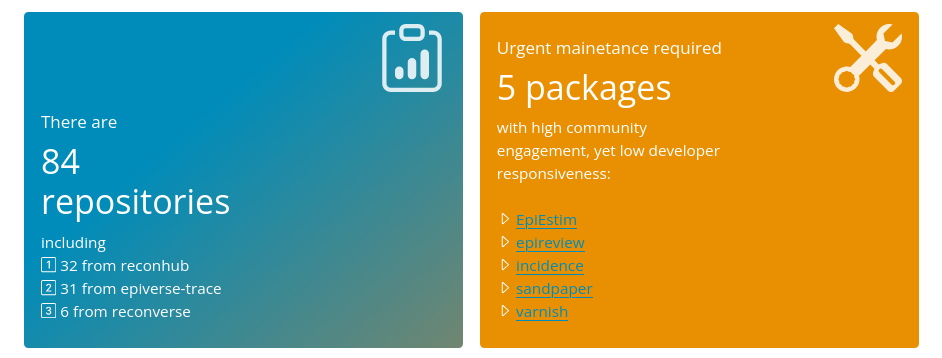 There are
84
repositories
including
1 32 from reconhub
2 31 from epiverse-trace
3 6 from reconverse
Urgent mainetance required
5 packages
with high community
engagement, yet low developer
responsiveness:
EpiEstim
epireview
incidence
sandpaper
varnish